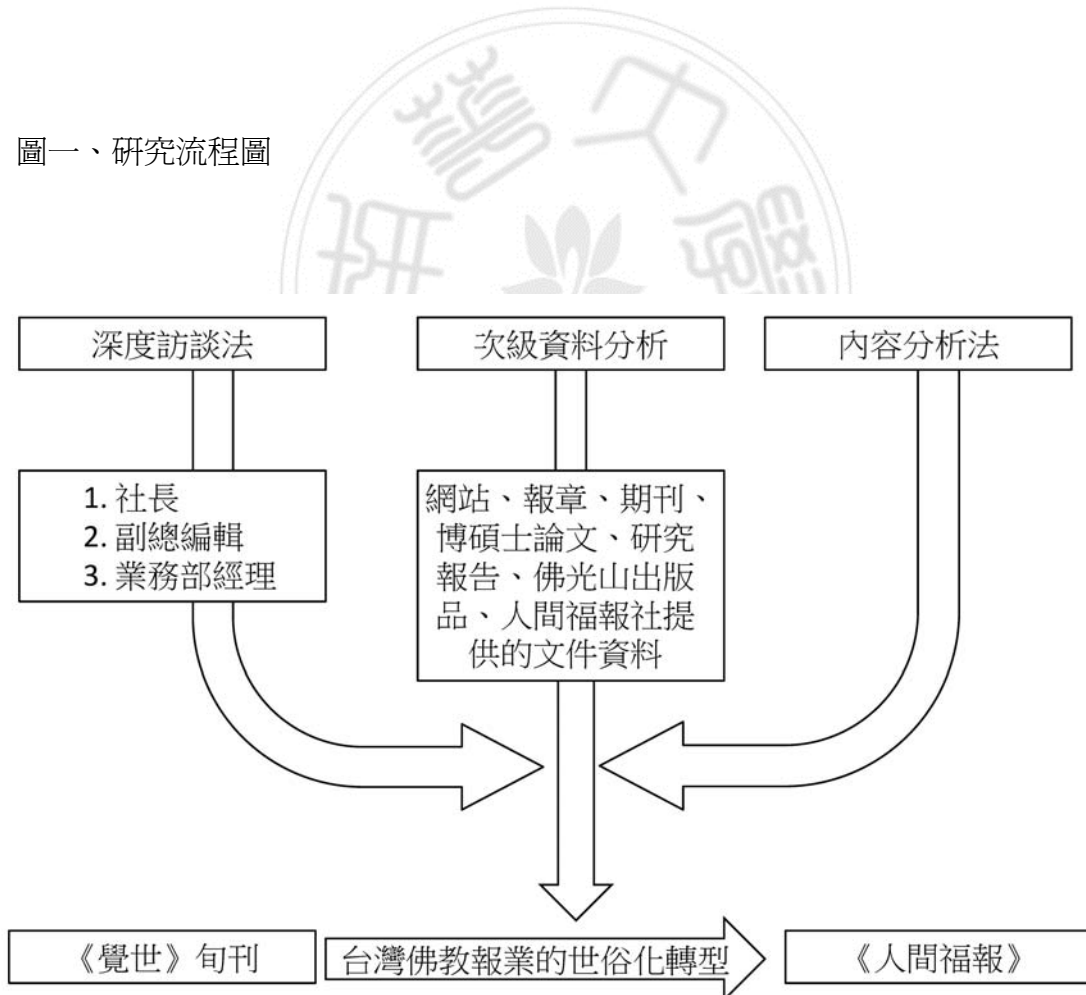 圖一、研究流程圖
深度訪談法
次級資料分析
內容分析法
1. 社長
2. 副總編輯
3. 業務部經理
網站、報章、期刊、
博碩士論文、研究
報告、佛光山出版
品、人間福報社提
供的文件資料
《覺世》旬刊
台灣佛教報業的世俗化轉型
《人間福報》